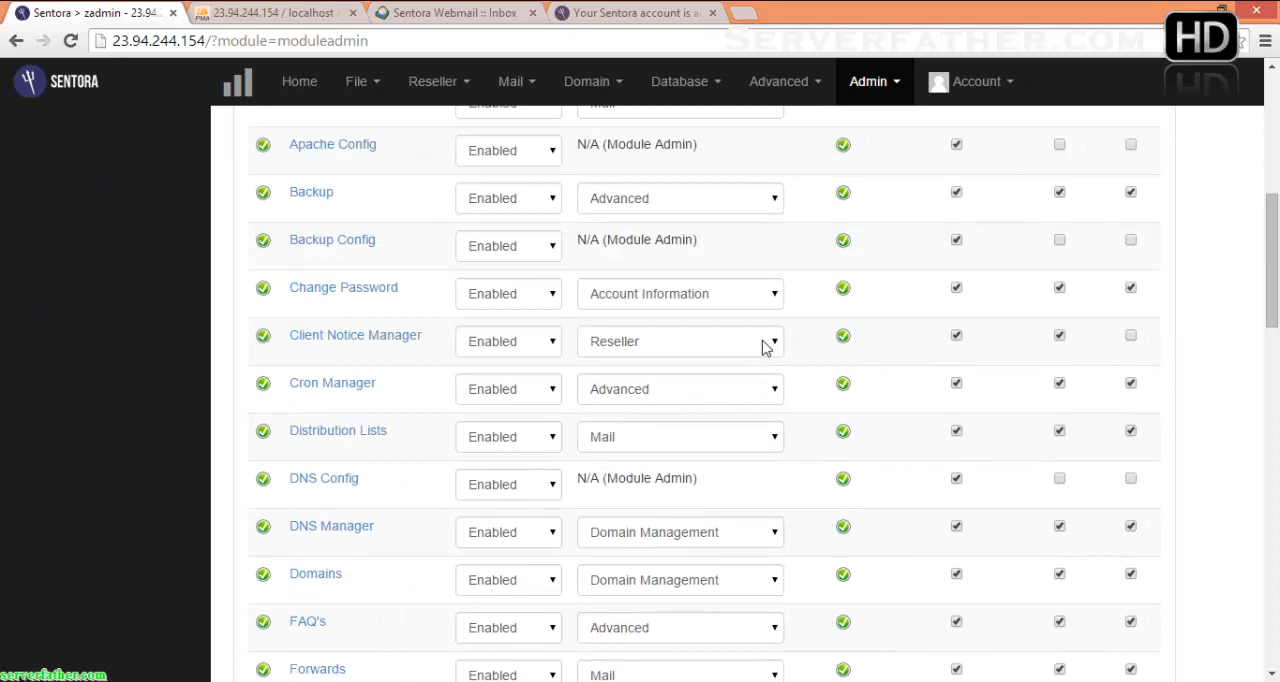 Sentora > zadmin - 23.94.
23.94.244.154 / localhost /
Sentora Webmail :: Inbox
Your Sentora account is a
23.94.244.154/?module=moduleadmin
SERVERFATHER.COM
HD
SENTORA
Home
File
Reseller
Mail
Domain
Database
Advanced
Admin
Account
Enabled
Mail
Apache Config
Enabled
N/A (Module Admin)
Backup
Enabled
Advanced
Backup Config
Enabled
N/A (Module Admin)
Change Password
Enabled
Account Information
Client Notice Manager
Enabled
Reseller
Cron Manager
Enabled
Advanced
Distribution Lists
Enabled
Mail
DNS Config
Enabled
N/A (Module Admin)
DNS Manager
Enabled
Domain Management
Domains
Enabled
Domain Management
FAQ's
Enabled
Advanced
Forwards
Enabled
Mail
serverfather.com